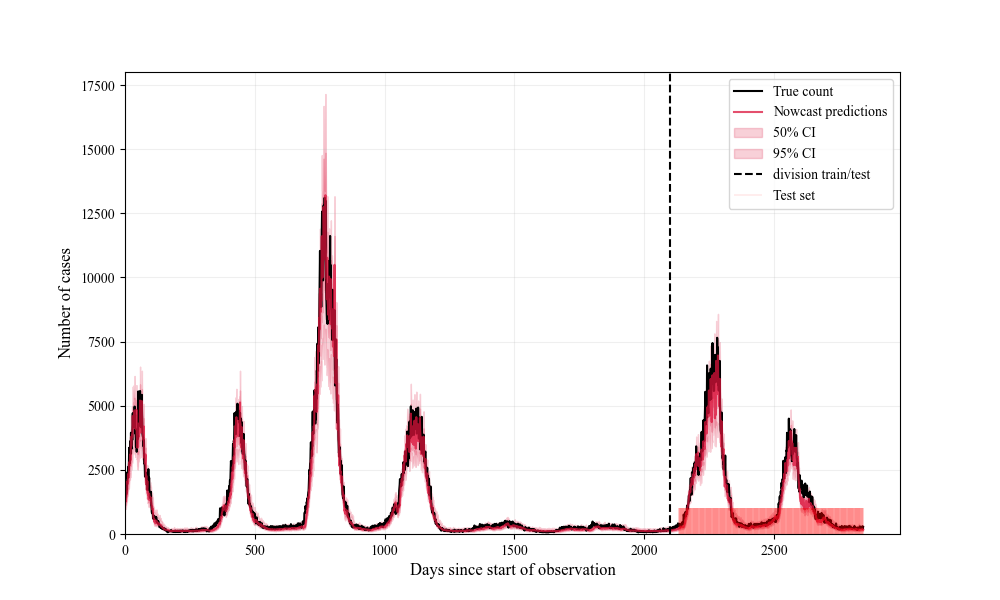 True count
Nowcast predictions
50% CI
95% CI
division train/test
Test set
17500
15000
12500
10000
7500
5000
2500
0
Number of cases
0 500 1000 1500 2000 2500
Days since start of observation